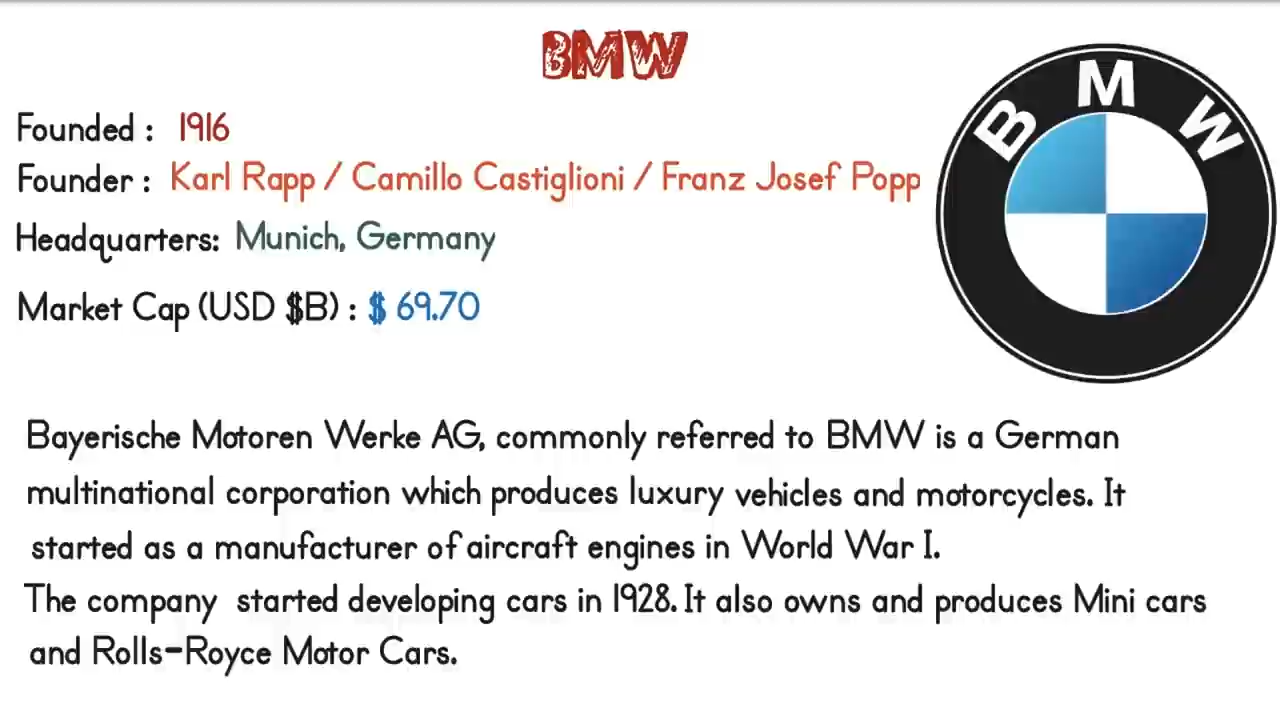 BMW
B M W
Founded : 1916
Founder : Karl Rapp / Camillo Castiglioni / Franz Josef Popp
Headquarters: Munich, Germany
Market Cap (USD $B) : $ 69.70
Bayerische Motoren Werke AG, commonly referred to BMW is a German
multinational corporation which produces luxury vehicles and motorcycles. It
started as a manufacturer of aircraft engines in World War I.
The company started developing cars in 1928. It also owns and produces Mini cars
and Rolls-Royce Motor Cars.